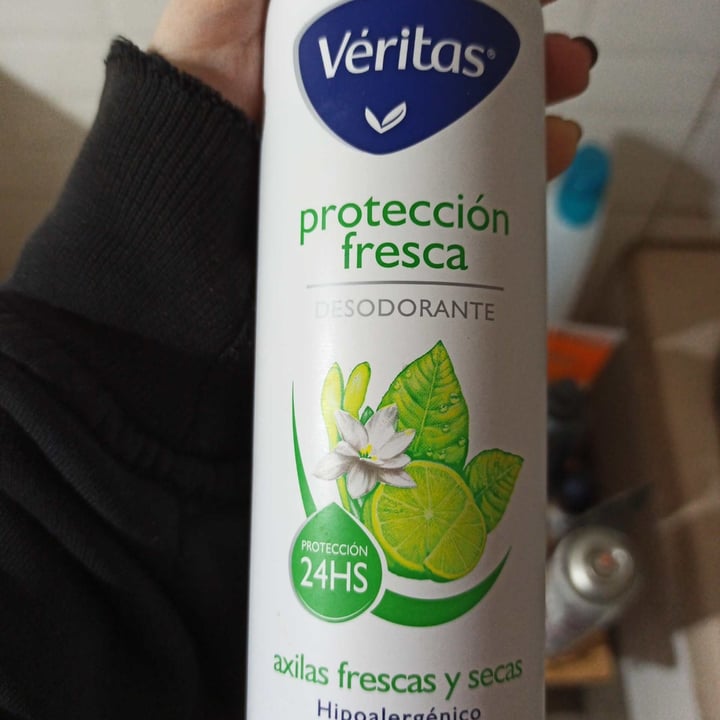 Véritas®
protección
fresca
DESODORANTE
PROTECCIÓN
24HS
axilas frescas y secas
Hipoalergénico